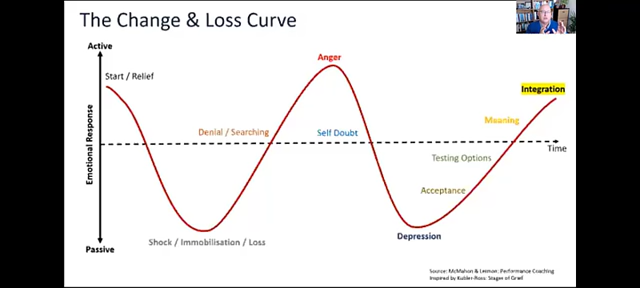 The Change & Loss Curve
Active
Start / Relief
Anger
Integration
Meaning
Denial / Searching
Self Doubt
Time
Emotional Response
Testing Options
Acceptance
Depression
Shock / Immobilisation / Loss
Passive
Source: McMahon & Lennon: Performance Coaching
Inspired by Kubler-Ross: Stages of Grief